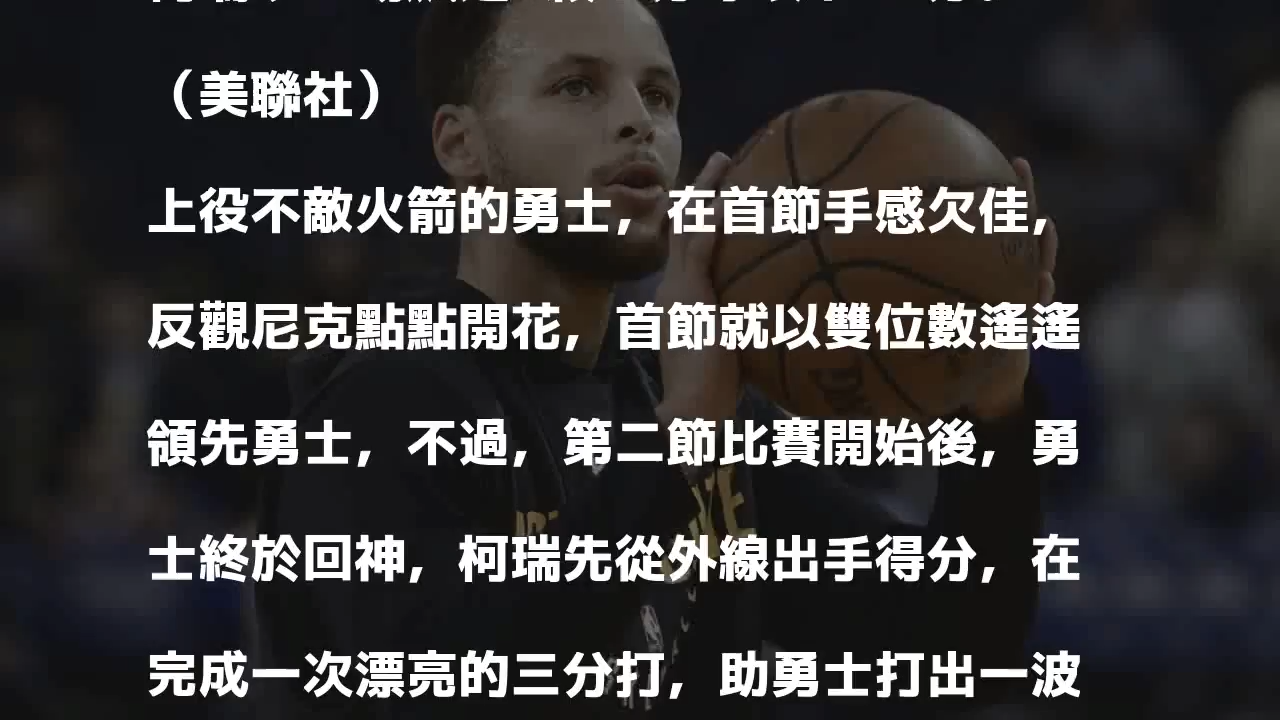 （美聯社）
上役不敵火箭的勇士，在首節手感欠佳，
反觀尼克點點開花，首節就以雙位數遙遙
領先勇士，不過，第二節比賽開始後，勇
士終於回神，柯瑞先從外線出手得分，在
完成一次漂亮的三分打，助勇士打出一波